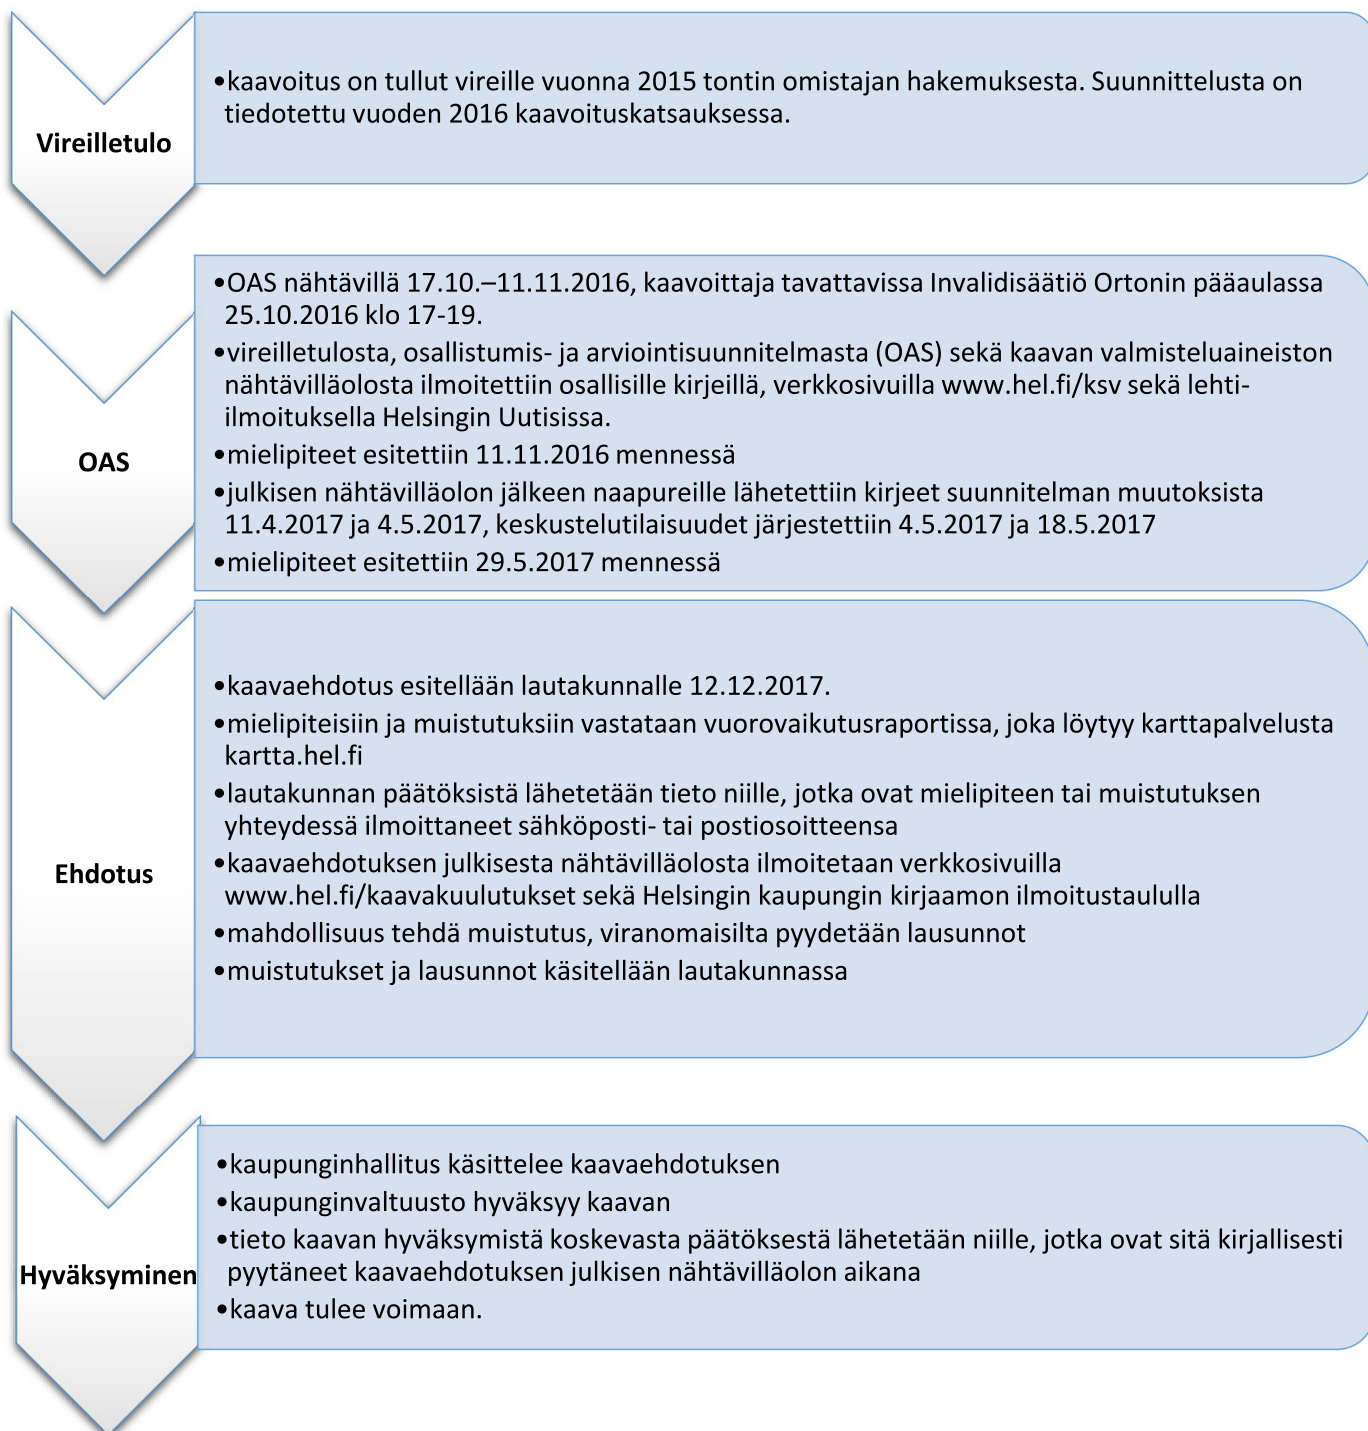 Vireilletulo
•kaavoitus on tullut vireille vuonna 2015 tontin omistajan hakemuksesta. Suunnittelusta on
tiedotettu vuoden 2016 kaavoituskatsauksessa.
OAS
•OAS nähtävillä 17.10.–11.11.2016, kaavoittaja tavattavissa Invalidisäätiö Ortonin pääaulassa
25.10.2016 klo 17-19.
•vireilletulosta, osallistumis- ja arviointisuunnitelmasta (OAS) sekä kaavan valmisteluaineiston
nähtävilläolosta ilmoitettiin osallisille kirjeillä, verkkosivuilla www.hel.fi/ksv sekä lehti-
ilmoituksella Helsingin Uutisissa.
•mielipiteet esitettiin 11.11.2016 mennessä
•julkisen nähtävilläolon jälkeen naapureille lähetettiin kirjeet suunnitelman muutoksista
11.4.2017 ja 4.5.2017, keskustelutilaisuudet järjestettiin 4.5.2017 ja 18.5.2017
•mielipiteet esitettiin 29.5.2017 mennessä
Ehdotus
•kaavaehdotus esitellään lautakunnalle 12.12.2017.
•mielipiteisiin ja muistutuksiin vastataan vuorovaikutusraportissa, joka löytyy karttapalvelusta
kartta.hel.fi
•lautakunnan päätöksistä lähetetään tieto niille, jotka ovat mielipiteen tai muistutuksen
yhteydessä ilmoittaneet sähköposti- tai postiosoitteensa
•kaavaehdotuksen julkisesta nähtävilläolosta ilmoitetaan verkkosivuilla
www.hel.fi/kaavakuulutukset sekä Helsingin kaupungin kirjaamon ilmoitustaululla
•mahdollisuus tehdä muistutus, viranomaisilta pyydetään lausunnot
•muistutukset ja lausunnot käsitellään lautakunnassa
Hyväksyminen
•kaupunginhallitus käsittelee kaavaehdotuksen
•kaupunginvaltuusto hyväksyy kaavan
•tieto kaavan hyväksymistä koskevasta päätöksestä lähetetään niille, jotka ovat sitä kirjallisesti
pyytäneet kaavaehdotuksen julkisen nähtävilläolon aikana
•kaava tulee voimaan.